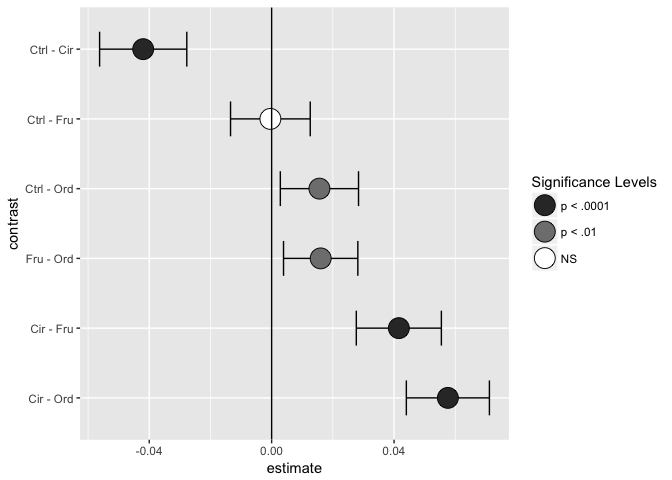 Ctrl - Cir
Ctrl - Fru
Ctrl - Ord
Fru - Ord
Cir - Fru
Cir - Ord
contrast
-0.04
0.00
0.04
estimate
Significance Levels
p < .0001
p < .01
NS